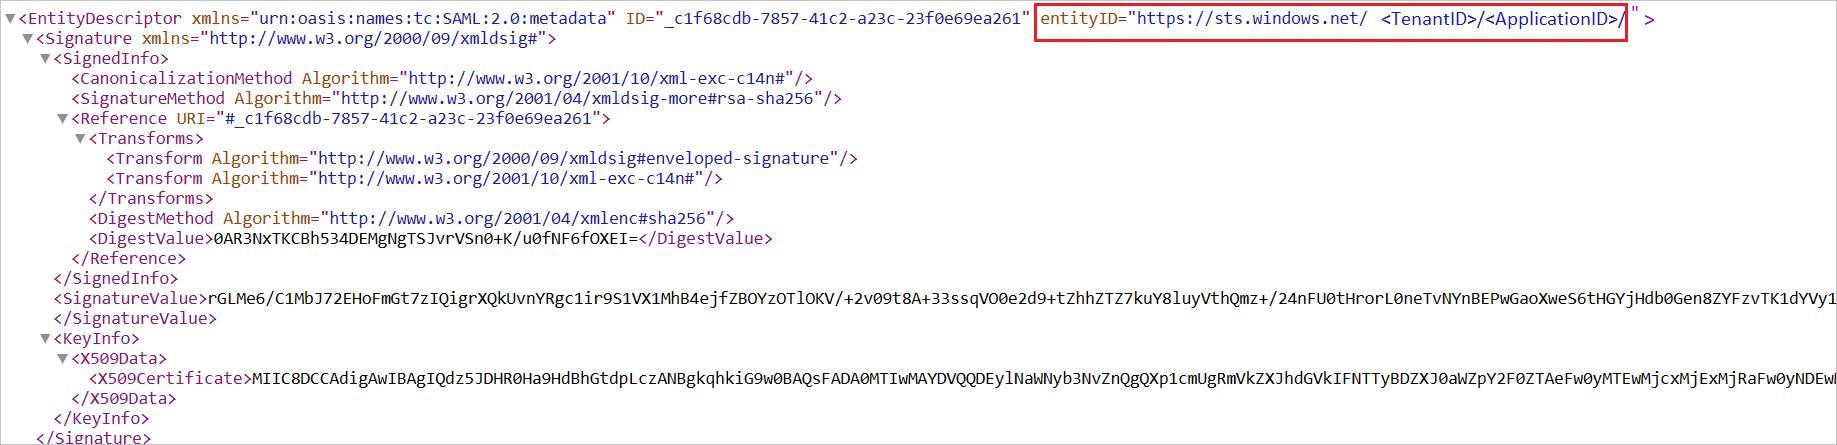 <EntityDescriptor xmlns="urn:oasis:names:tc:SAML:2.0:metadata" ID="_c1f68cdb-7857-41c2-a23c-23f0e69ea261" entityID="https://sts.windows.net/ <TenantID>/<ApplicationID>/ ">
<Signature xmlns="http://www.w3.org/2000/09/xmldsig#">
<SignedInfo>
<CanonicalizationMethod Algorithm="http://www.w3.org/2001/10/xml-exc-c14n#"/>
<SignatureMethod Algorithm="http://www.w3.org/2001/04/xmldsig-more#rsa-sha256"/>
<Reference URI="#_c1f68cdb-7857-41c2-a23c-23f0e69ea261">
<Transforms>
<Transform Algorithm="http://www.w3.org/2000/09/xmldsig#enveloped-signature"/>
<Transform Algorithm="http://www.w3.org/2001/10/xml-exc-c14n#"/>
</Transforms>
<DigestMethod Algorithm="http://www.w3.org/2001/04/xmlenc#sha256"/>
<DigestValue>0AR3NxTKCBh534DEMgNgTSJvrVSn0+K/u0fNF6fOXEI=</DigestValue>
</Reference>
</SignedInfo>
<SignatureValue>rGLMe6/C1MbJ72EHoFmGt7zIQigrXQkUvnYRgc1ir9S1VX1MhB4ejfZBOYzOTlOKV/+2v09t8A+33ssqVO0e2d9+tZhhZTZ7kuY8luyVthQmz+/24nFU0tHrorL0neTvNYnBEPwGaoXweS6tHGYjHdb0Gen8ZYFzvTK1dYVy1
</SignatureValue>
<KeyInfo>
<X509Data>
<X509Certificate>MIIC8DCCAdigAwIBAgIQdz5JDHR0Ha9HdBhGtdpLczANBgkqhkiG9w0BAQsFADA0MTIwMAYDVQQDEylNaWNyb3NvZnQgQXp1cmUgRmVkZXJhdGVkIFNTTyBDZXJ0aWZpY2F0ZTAeFw0yMTEwMjcxMjExMjRaFw0yNDEwM
</X509Data>
</KeyInfo>
</Signature>